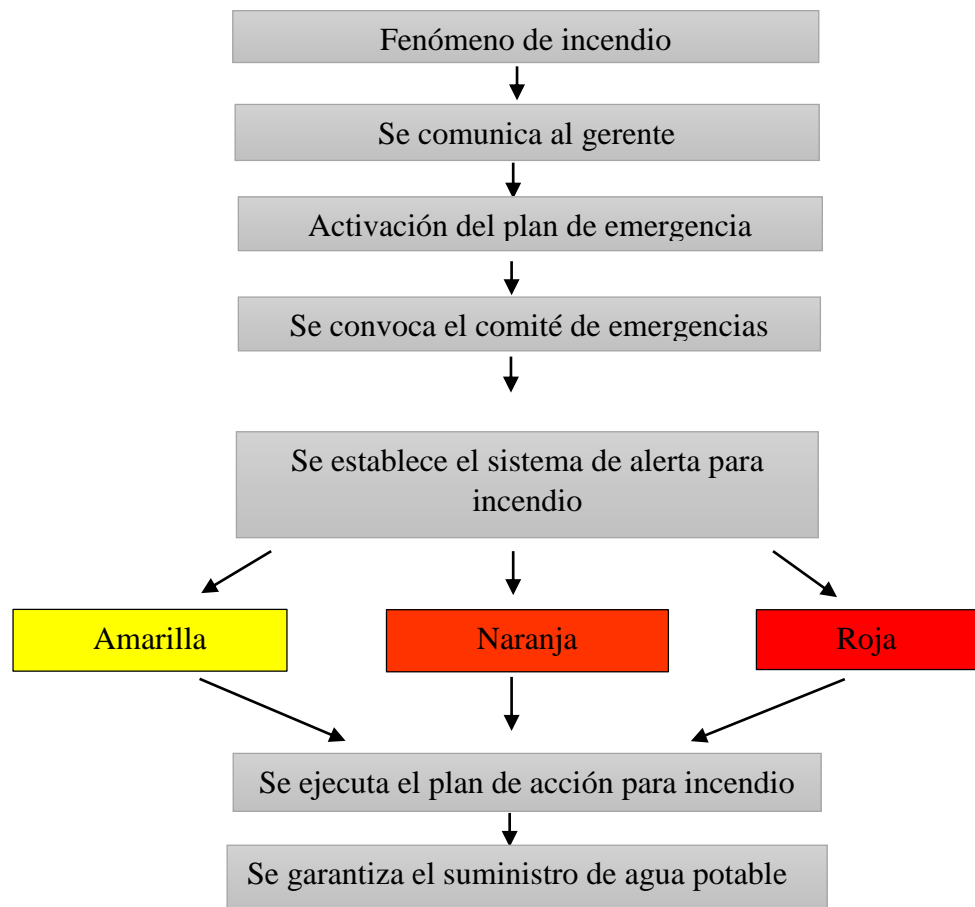 Fenómeno de incendio
Se comunica al gerente
Activación del plan de emergencia
Se convoca el comité de emergencias
Se establece el sistema de alerta para
incendio
Amarilla
Naranja
Roja
Se ejecuta el plan de acción para incendio
Se garantiza el suministro de agua potable